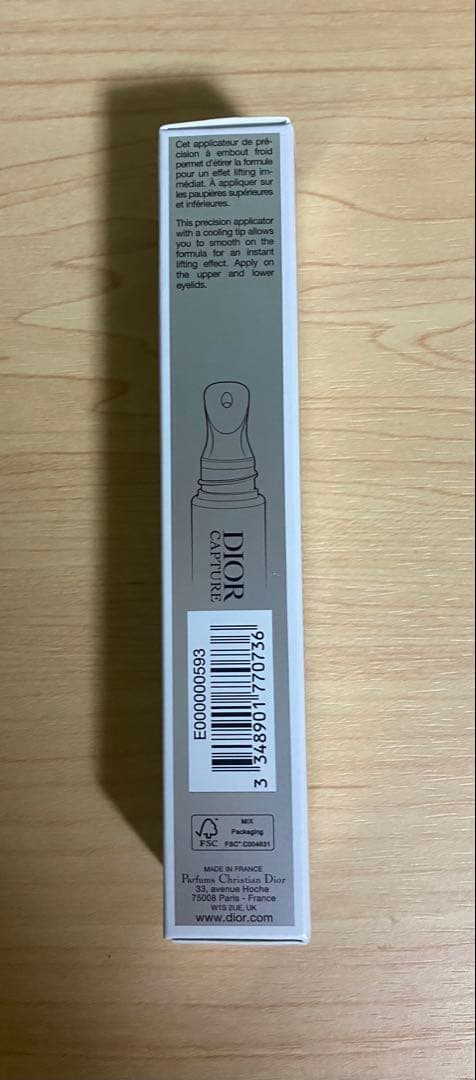 Cet applicateur de pré-
cision à embout froid
permet d'étirer la formule
pour un effet lifting im-
médiat. À appliquer sur
les paupières supérieures
et inférieures.
This precision applicator
with a cooling tip allows
you to smooth on the
formula for an instant
lifting effect. Apply on
the upper and lower
eyelids.
DIOR
CAPTURE
E000000593
3 348901 770736
MIX
Packaging
FSC
FSC® C004831
MADE IN FRANCE
Parfums Christian Dior
33, avenue Hoche
75008 Paris - France
W1S 2UE, UK
www.dior.com